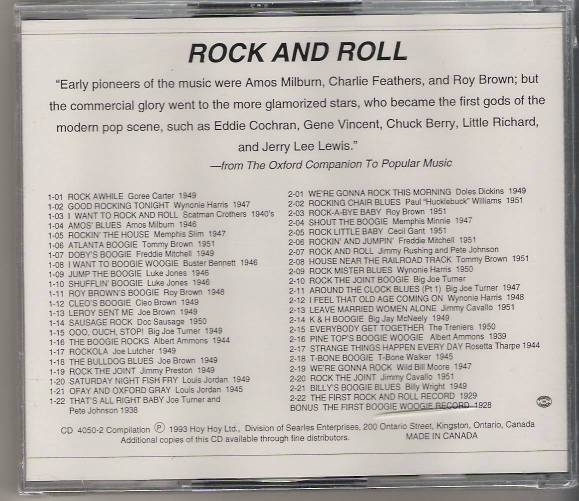 ROCK AND ROLL
“Early pioneers of the music were Amos Milburn, Charlie Feathers, and Roy Brown; but
the commercial glory went to the more glamorized stars, who became the first gods of the
modern pop scene, such as Eddie Cochran, Gene Vincent, Chuck Berry, Little Richard,
and Jerry Lee Lewis.”
—from The Oxford Companion To Popular Music
1-01 ROCK AWHILE Goree Carter 1949
1-02 GOOD ROCKING TONIGHT Wynonie Harris 1947
1-03 I WANT TO ROCK AND ROLL Scatman Crothers 1940's
1-04 AMOS' BLUES Amos Milburn 1946
1-05 ROCKIN' THE HOUSE Memphis Slim 1947
1-06 ATLANTA BOOGIE Tommy Brown 1951
1-07 DOBY'S BOOGIE Freddie Mitchell 1949
1-08 I WANT TO BOOGIE WOOGIE Buster Bennett 1946
1-09 JUMP THE BOOGIE Luke Jones 1946
1-10 SHUFFLIN' BOOGIE Luke Jones 1946
1-11 ROY BROWN'S BOOGIE Roy Brown 1948
1-12 CLEO'S BOOGIE Cleo Brown 1949
1-13 LEROY SENT ME Joe Brown 1949
1-14 SAUSAGE ROCK Doc Sausage 1950
1-15 OOO, OUCH, STOP! Big Joe Turner 1949
1-16 THE BOOGIE ROCKS Albert Ammons 1944
1-17 ROCKOLA Joe Lutcher 1949
1-18 THE BULLDOG BLUES Joe Brown 1949
1-19 ROCK THE JOINT Jimmy Preston 1949
1-20 SATURDAY NIGHT FISH FRY Louis Jordan 1949
1-21 OFAY AND OXFORD GRAY Louis Jordan 1945
1-22 THAT'S ALL RIGHT BABY Joe Turner and
Pete Johnson 1938
2-01 WE'RE GONNA ROCK THIS MORNING Doles Dickins 1949
2-02 ROCKING CHAIR BLUES Paul “Hucklebuck” Williams 1951
2-03 ROCK-A-BYE BABY Roy Brown 1951
2-04 SHOUT THE BOOGIE Memphis Minnie 1947
2-05 ROCK LITTLE BABY Cecil Gant 1951
2-06 ROCKIN' AND JUMPIN' Freddie Mitchell 1951
2-07 ROCK AND ROLL Jimmy Rushing and Pete Johnson
2-08 HOUSE NEAR THE RAILROAD TRACK Tommy Brown 1951
2-09 ROCK MISTER BLUES Wynonie Harris 1950
2-10 ROCK THE JOINT BOOGIE Big Joe Turner
2-11 AROUND THE CLOCK BLUES (Pt 1) Big Joe Turner 1947
2-12 I FEEL THAT OLD AGE COMING ON Wynonie Harris 1948
2-13 LEAVE MARRIED WOMEN ALONE Jimmy Cavallo 1951
2-14 K & H BOOGIE Big Jay McNeely 1949
2-15 EVERYBODY GET TOGETHER The Treniers 1950
2-16 PINE TOP'S BOOGIE WOOGIE Albert Ammons 1939
2-17 STRANGE THINGS HAPPEN EVERY DAY Rosetta Tharpe 1944
2-18 T-BONE BOOGIE T-Bone Walker 1945
2-19 WE'RE GONNA ROCK Wild Bill Moore 1947
2-20 ROCK THE JOINT Jimmy Cavallo 1951
2-21 BILLY'S BOOGIE BLUES Billy Wright 1949
2-22 THE FIRST ROCK AND ROLL RECORD 1929
BONUS THE FIRST BOOGIE WOOGIE RECORD 1928
CD 4050-2 Compilation Ⓟ 1993 Hoy Hoy Ltd., Division of Searles Enterprises, 200 Ontario Street, Kingston, Ontario, Canada
Additional copies of this CD available through fine distributors. MADE IN CANADA